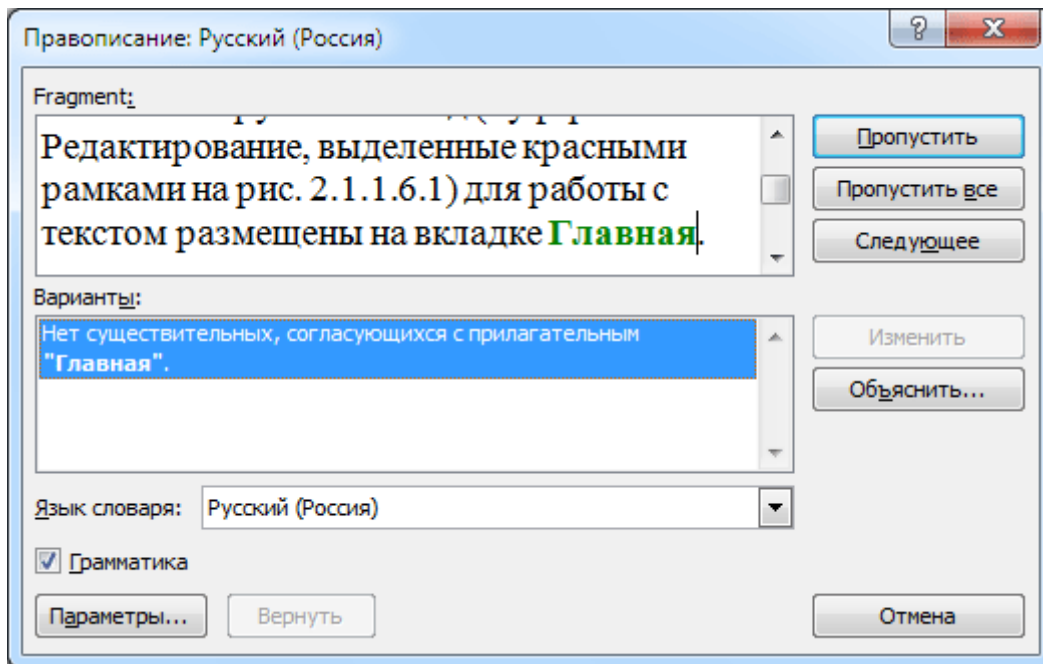 Правописание: Русский (Россия)
Fragment:
Редактирование, выделенные красными
рамками на рис. 2.1.1.6.1) для работы с
текстом размещены на вкладке Главная.
Пропустить
Пропустить все
Следующее
Варианты:
Нет существительных, согласующихся с прилагательным
"Главная".
Изменить
Объяснить...
Язык словаря: Русский (Россия)
Грамматика
Параметры... Вернуть Отмена